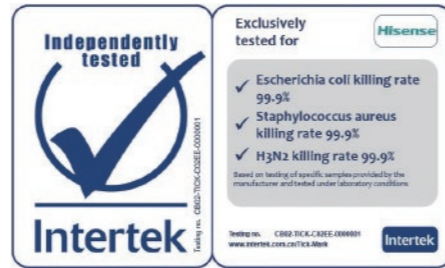 Independently
tested
Intertek
Testing no. CB02-TICK-C02EE-0000001
Exclusively
tested for
Hisense
✓ Escherichia coli killing rate
99.9%
✓ Staphylococcus aureus
killing rate 99.9%
✓ H3N2 killing rate 99.9%
Based on testing of specific samples provided by the
manufacturer and tested under laboratory conditions
Testing no. CB02-TICK-C02EE-0000001
www.intertek.com.cn/Tick-Mark
Intertek